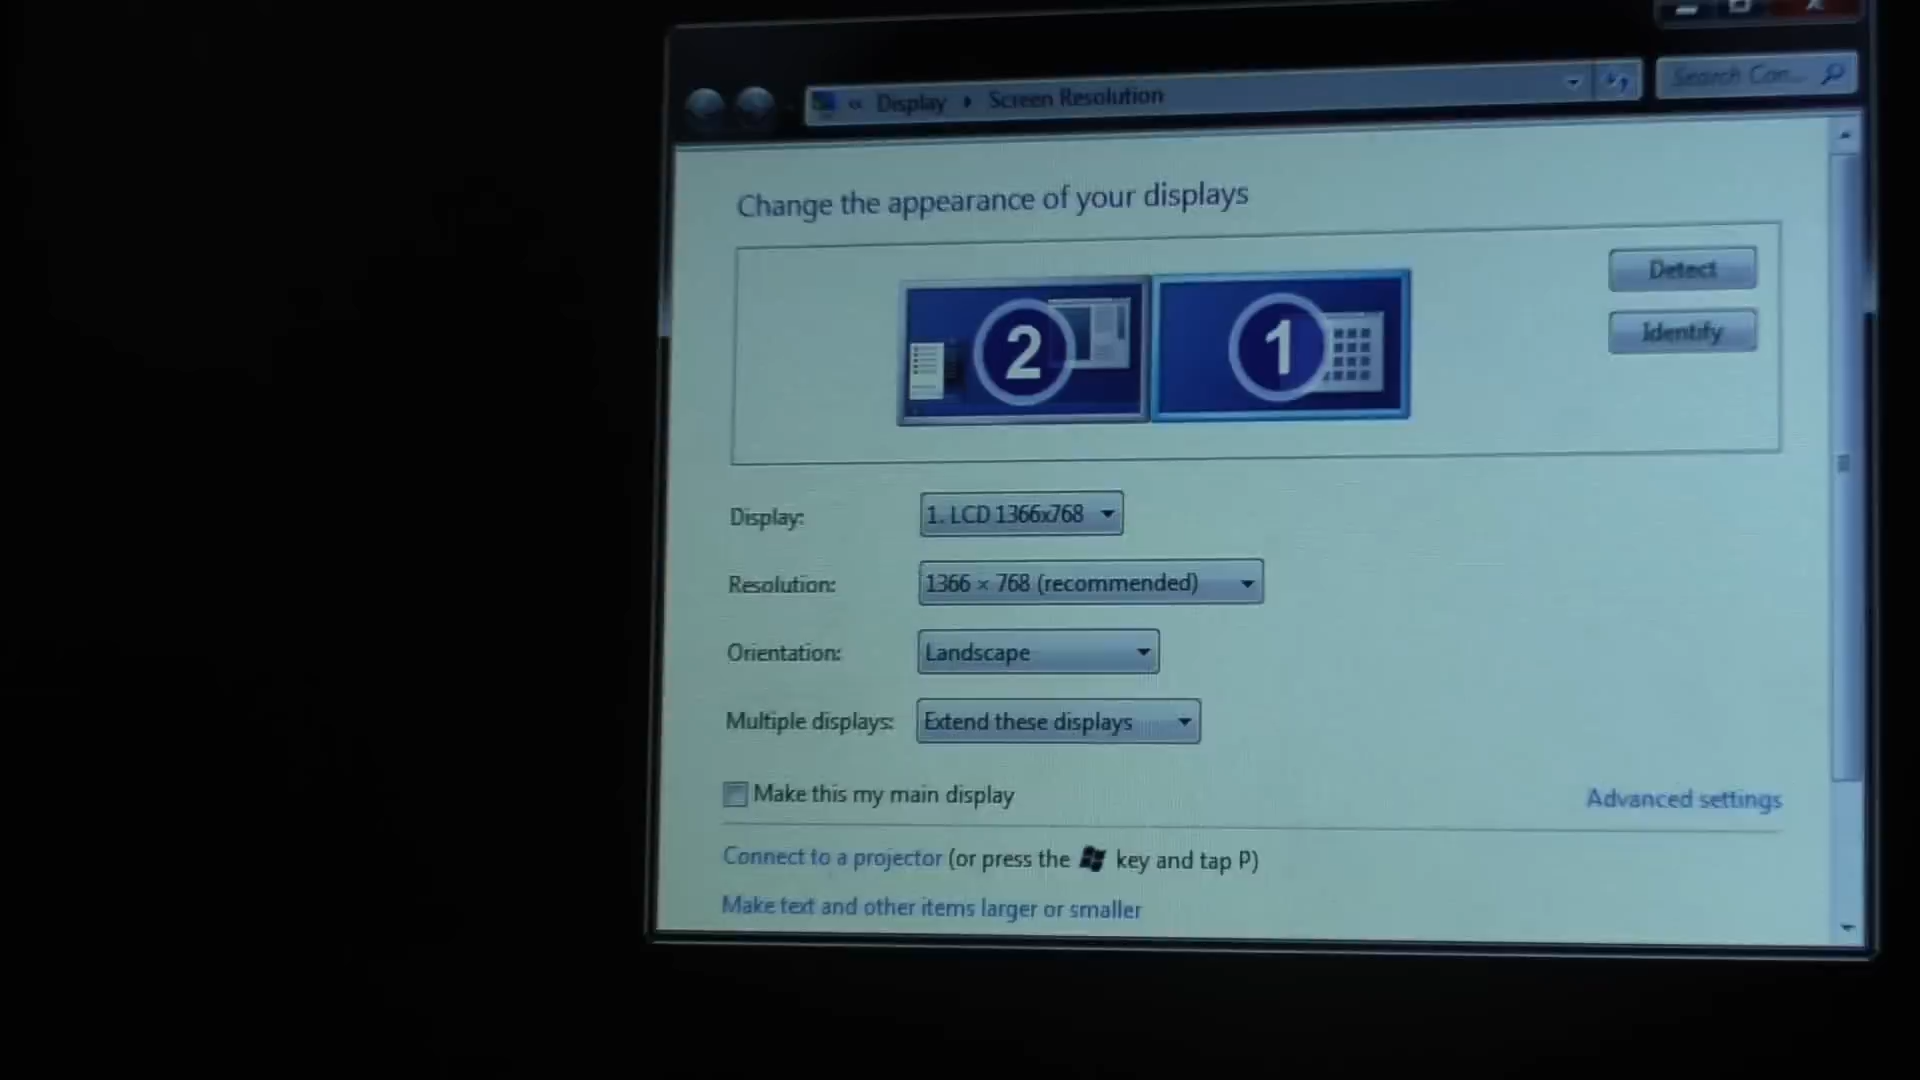 « Display ▸ Screen Resolution
Search Con...
Change the appearance of your displays
Detect
Identify
2
1
Display: 1. LCD 1366x768
Resolution: 1366 × 768 (recommended)
Orientation: Landscape
Multiple displays: Extend these displays
Make this my main display
Advanced settings
Connect to a projector (or press the key and tap P)
Make text and other items larger or smaller